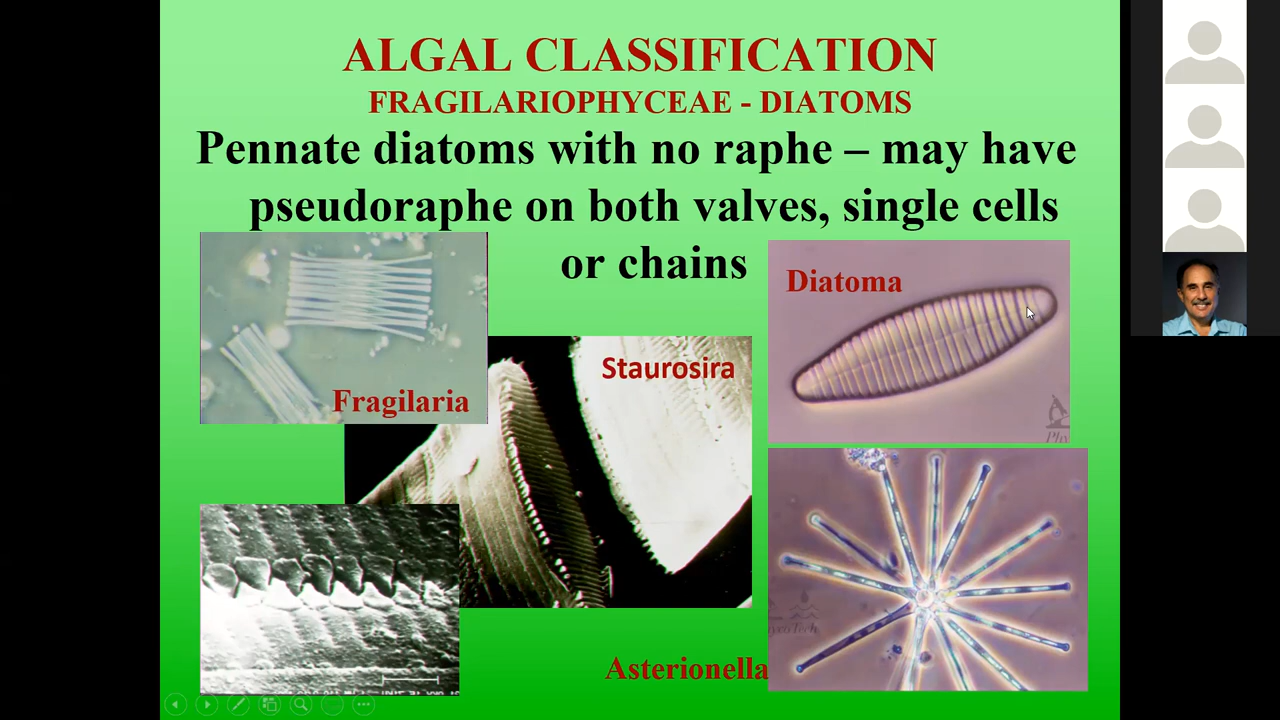 ALGAL CLASSIFICATION
FRAGILARIOPHYCEAE - DIATOMS
Pennate diatoms with no raphe – may have
pseudoraphe on both valves, single cells
or chains
Diatoma
Staurosira
Fragilaria
Asterionella